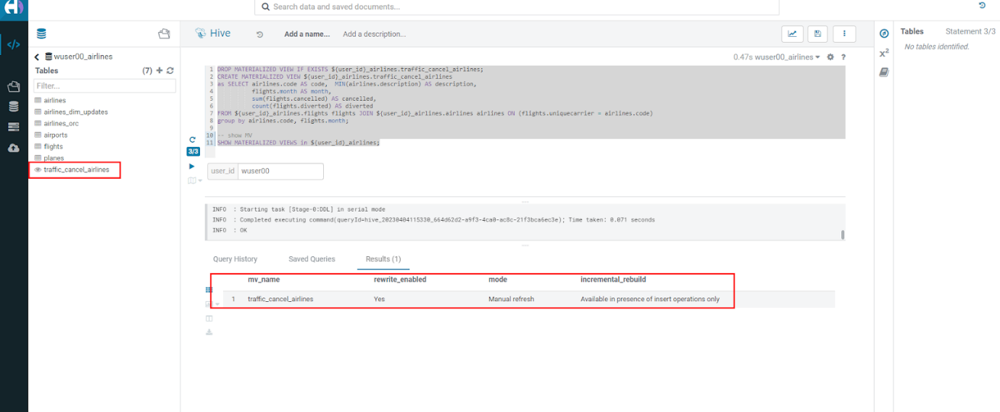 Search data and saved documents...
Hive
Add a name...
Add a description...
Tables
Statement 3/3
No tables identified.
wuser00_airlines
Tables
(7)
Filter...
airlines
airlines_dim_updates
airlines_orc
airports
flights
planes
traffic_cancel_airlines
0.47s wuser00_airlines
?
x2
1 DROP MATERIALIZED VIEW IF EXISTS ${user_id}_airlines.traffic_cancel_airlines;
2 CREATE MATERIALIZED VIEW ${user_id}_airlines.traffic_cancel_airlines
3 as SELECT airlines.code AS code,  MIN(airlines.description) AS description,
4 flights.month AS month,
5 sum(flights.cancelled) AS cancelled,
6 count(flights.diverted) AS diverted
7 FROM ${user_id}_airlines.flights flights JOIN ${user_id}_airlines.airlines airlines ON (flights.uniquecarrier = airlines.code)
8 group by airlines.code, flights.month;
9
10 -- show MV
11 SHOW MATERIALIZED VIEWS in ${user_id}_airlines;
3/3
user_id wuser00
INFO : Starting task [Stage-0:DDL] in serial mode
INFO : Completed executing command(queryId=hive_20230404115330_664d62d2-a9f3-4ca0-ac8c-21f3bca6ec3e); Time taken: 0.071 seconds
INFO : OK
Query History
Saved Queries
Results (1)
mv_name rewrite_enabled mode incremental_rebuild
1 traffic_cancel_airlines Yes Manual refresh Available in presence of insert operations only